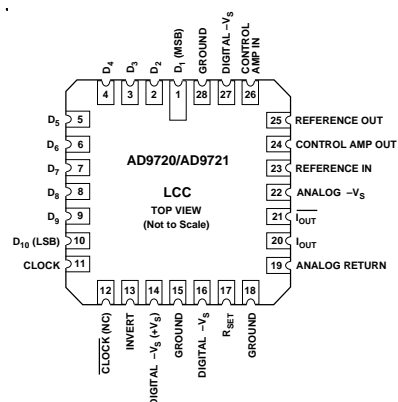 D4
D3
D2
D1 (MSB)
GROUND
DIGITAL –VS
CONTROL
AMP IN
4
3
2
1
28
27
26
D5 5
D6 6
D7 7
D8 8
D9 9
D10 (LSB) 10
CLOCK 11
AD9720/AD9721
LCC
TOP VIEW
(Not to Scale)
25 REFERENCE OUT
24 CONTROL AMP OUT
23 REFERENCE IN
22 ANALOG –VS
21 I̅O̅U̅T̅
20 IOUT
19 ANALOG RETURN
12
13
14
15
16
17
18
C̅L̅O̅C̅K̅ (NC)
INVERT
DIGITAL –VS (+VS)
GROUND
DIGITAL –VS
RSET
GROUND